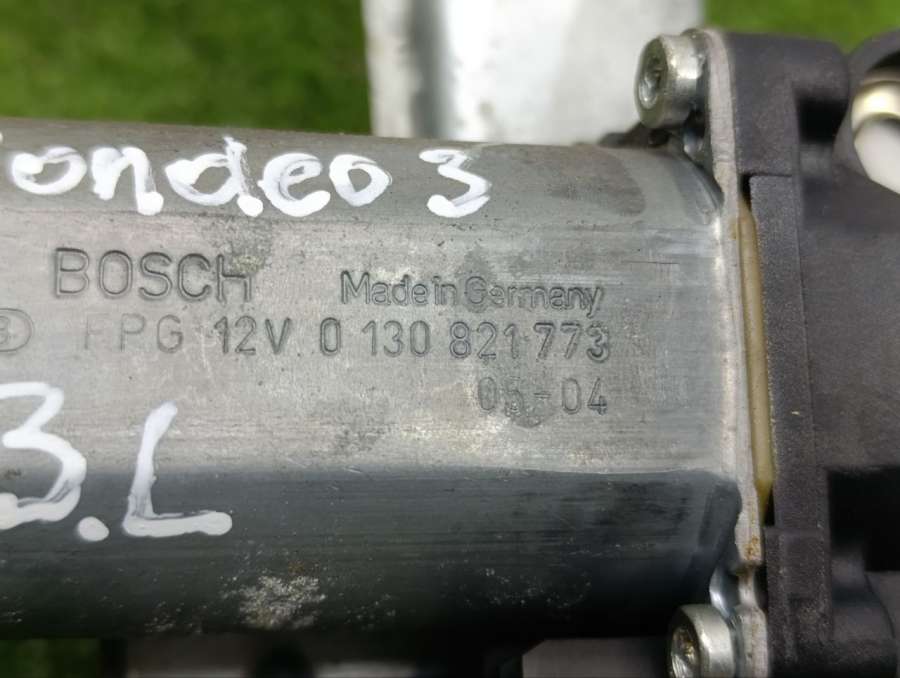 ondeo 3
BOSCH Made in Germany
FPG 12V 0 130 821 773
05-04
3.L